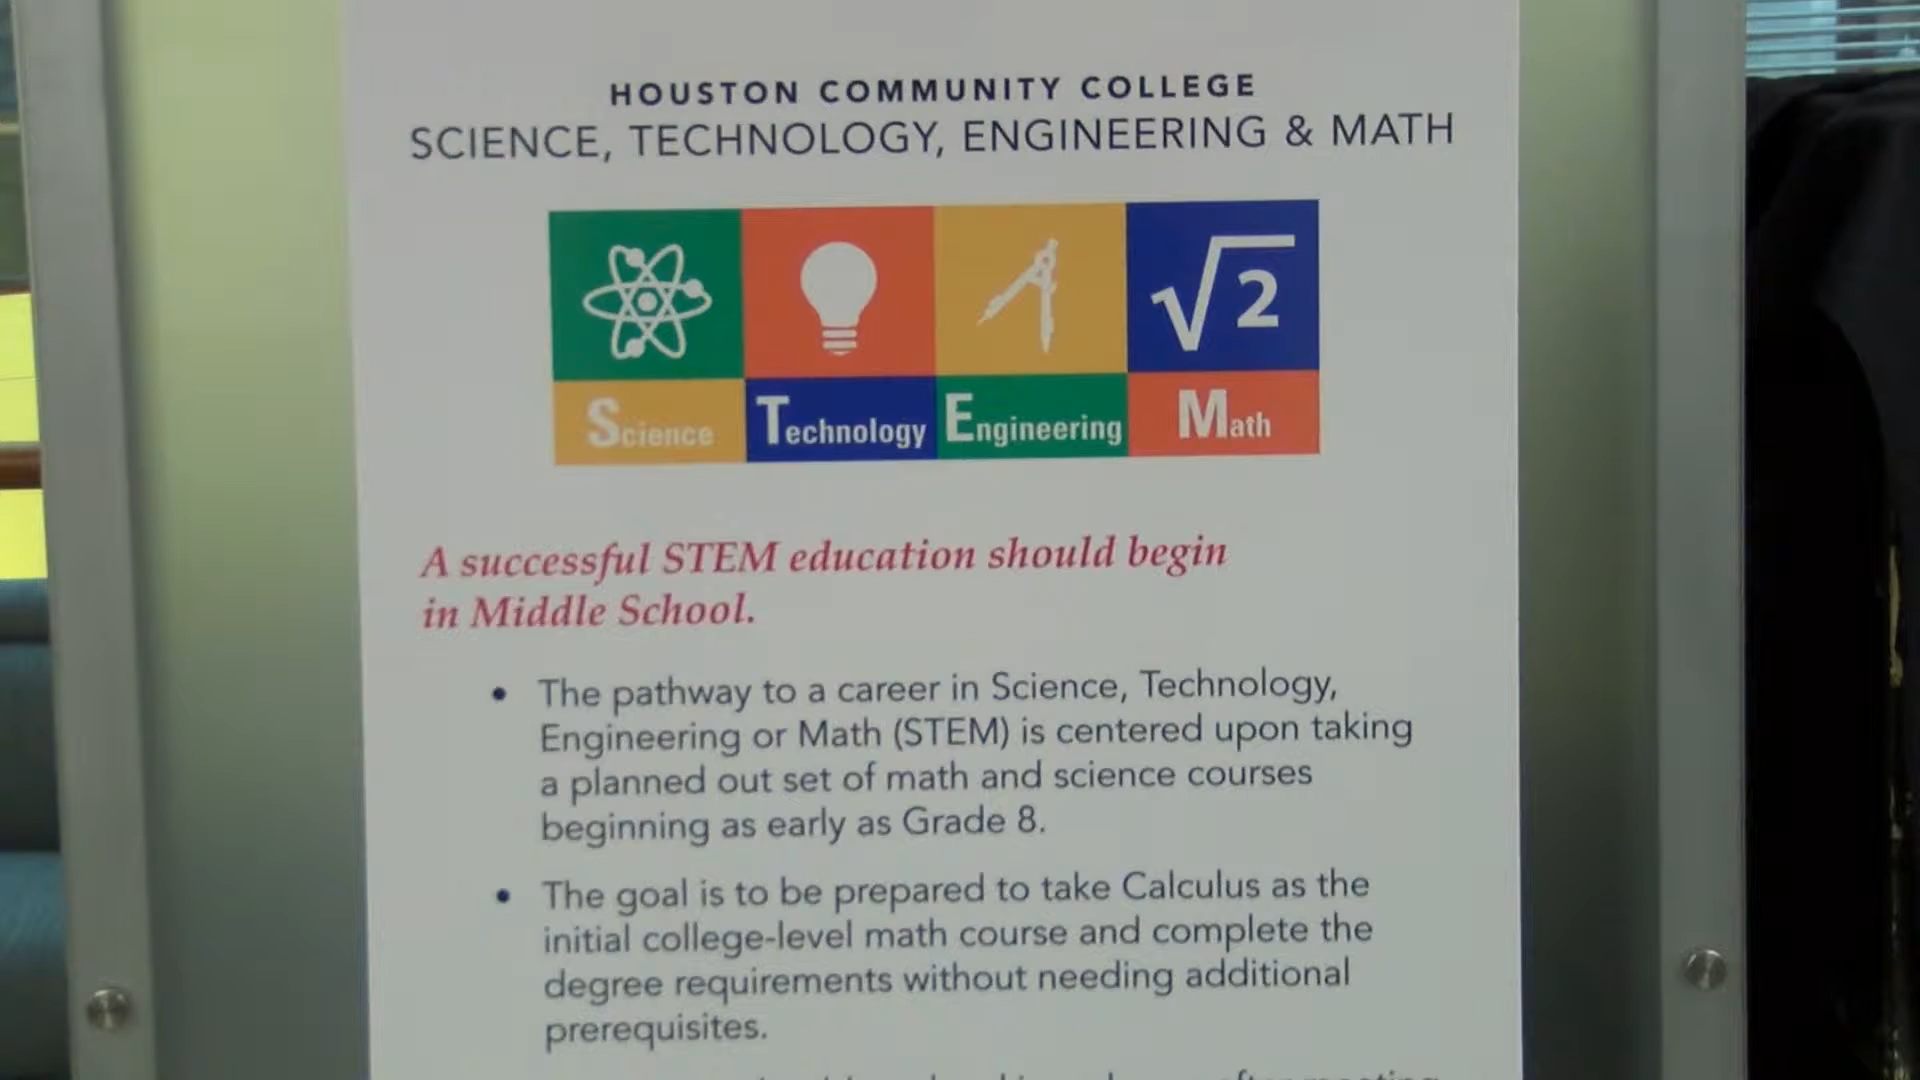 HOUSTON COMMUNITY COLLEGE
SCIENCE, TECHNOLOGY, ENGINEERING & MATH
√2
Science Technology Engineering Math
A successful STEM education should begin
in Middle School.
• The pathway to a career in Science, Technology,
Engineering or Math (STEM) is centered upon taking
a planned out set of math and science courses
beginning as early as Grade 8.
• The goal is to be prepared to take Calculus as the
initial college-level math course and complete the
degree requirements without needing additional
prerequisites.